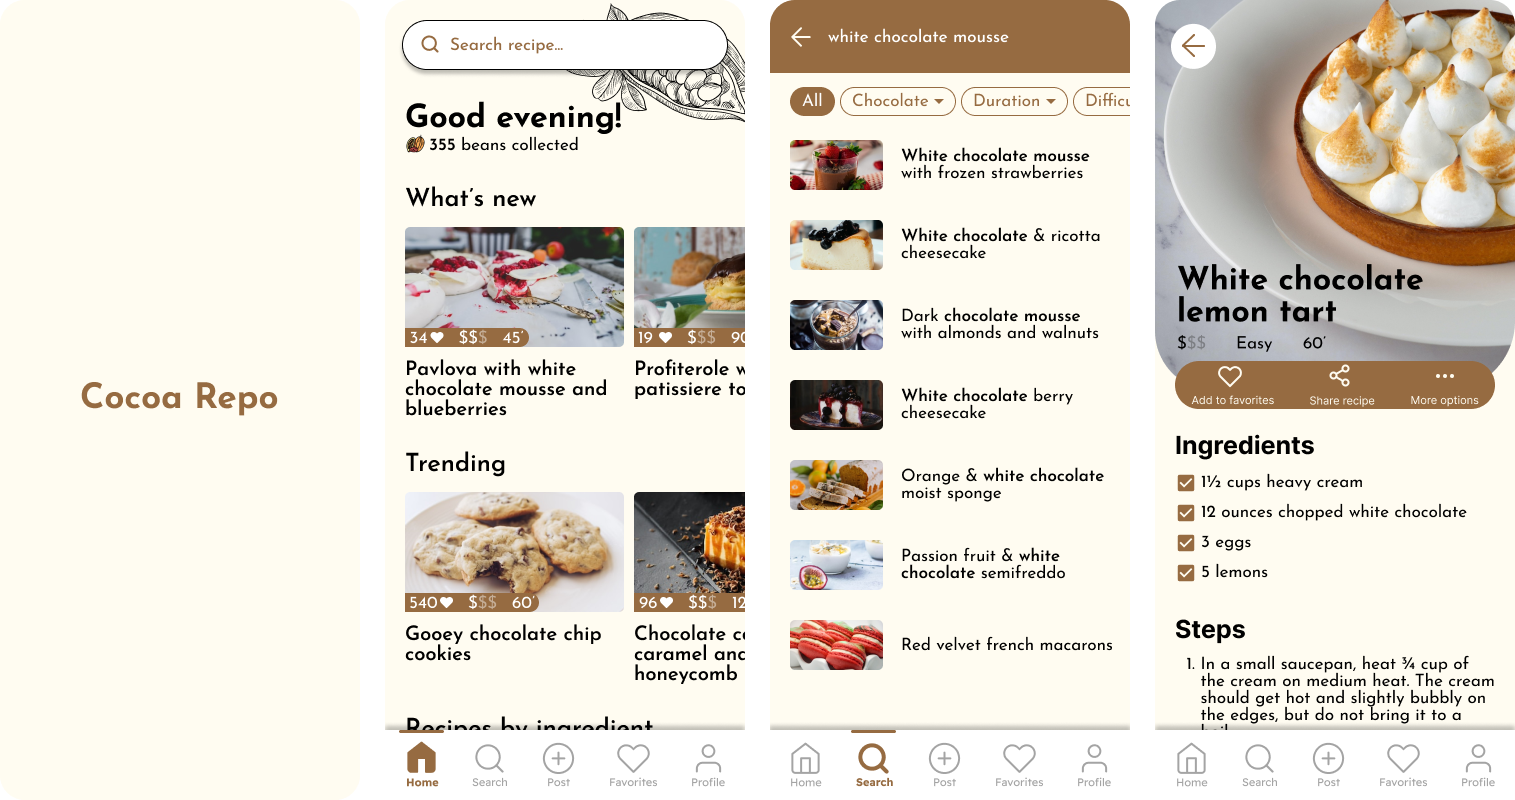 Cocoa Repo
Search recipe...
Good evening!
355 beans collected
What's new
34 $$$ 45'
19 $$$ 90
Pavlova with white
chocolate mousse and
blueberries
Profiterole w
patissiere to
Trending
540 $$$ 60'
96 $$$ 12
Gooey chocolate chip
cookies
Chocolate c
caramel and
honeycomb
Recipes by ingredient
Home
Search
Post
Favorites
Profile
white chocolate mousse
All
Chocolate
Duration
Difficu
White chocolate mousse
with frozen strawberries
White chocolate & ricotta
cheesecake
Dark chocolate mousse
with almonds and walnuts
White chocolate berry
cheesecake
Orange & white chocolate
moist sponge
Passion fruit & white
chocolate semifreddo
Red velvet french macarons
Home
Search
Post
Favorites
Profile
White chocolate
lemon tart
$$$ Easy 60'
Add to favorites
Share recipe
More options
Ingredients
1½ cups heavy cream
12 ounces chopped white chocolate
3 eggs
5 lemons
Steps
1. In a small saucepan, heat ¾ cup of
the cream on medium heat. The cream
should get hot and slightly bubbly on
the edges, but do not bring it to a
Home
Search
Post
Favorites
Profile